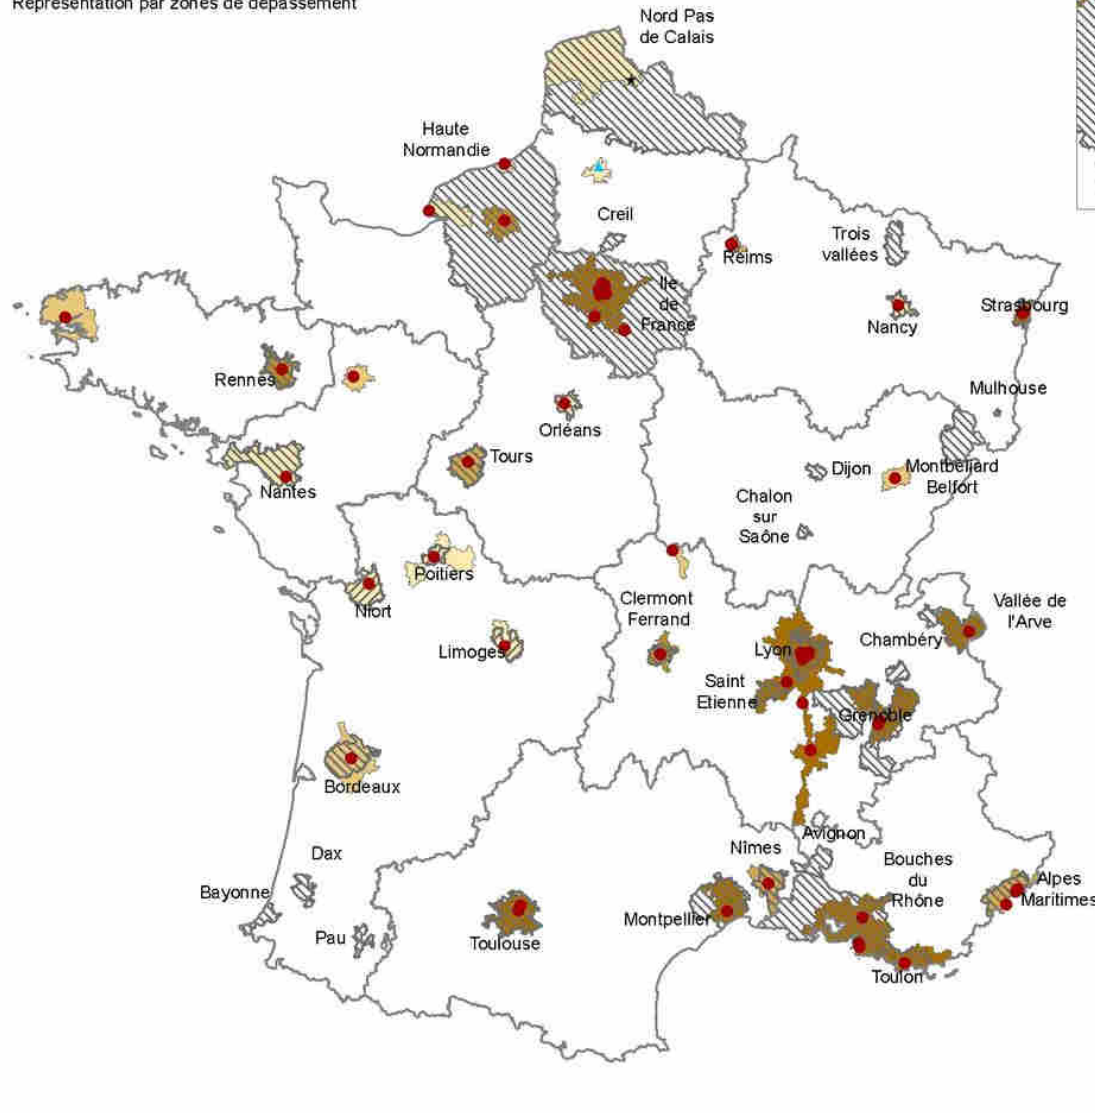 Représentation par zones de dépassement
Nord Pas
de Calais
Haute
Normandie
Creil
Reims
Trois
vallées
Ile
de
France
Nancy
Strasbourg
Rennes
Mulhouse
Orléans
Tours
Dijon
Montbéliard
Belfort
Nantes
Chalon
sur
Saône
Poitiers
Niort
Clermont
Ferrand
Vallée de
l'Arve
Chambéry
Limoges
Lyon
Saint
Etienne
Grenoble
Bordeaux
Avignon
Nîmes
Dax
Bouches
du
Rhône
Bayonne
Alpes
Maritimes
Montpellier
Pau
Toulouse
Toulon